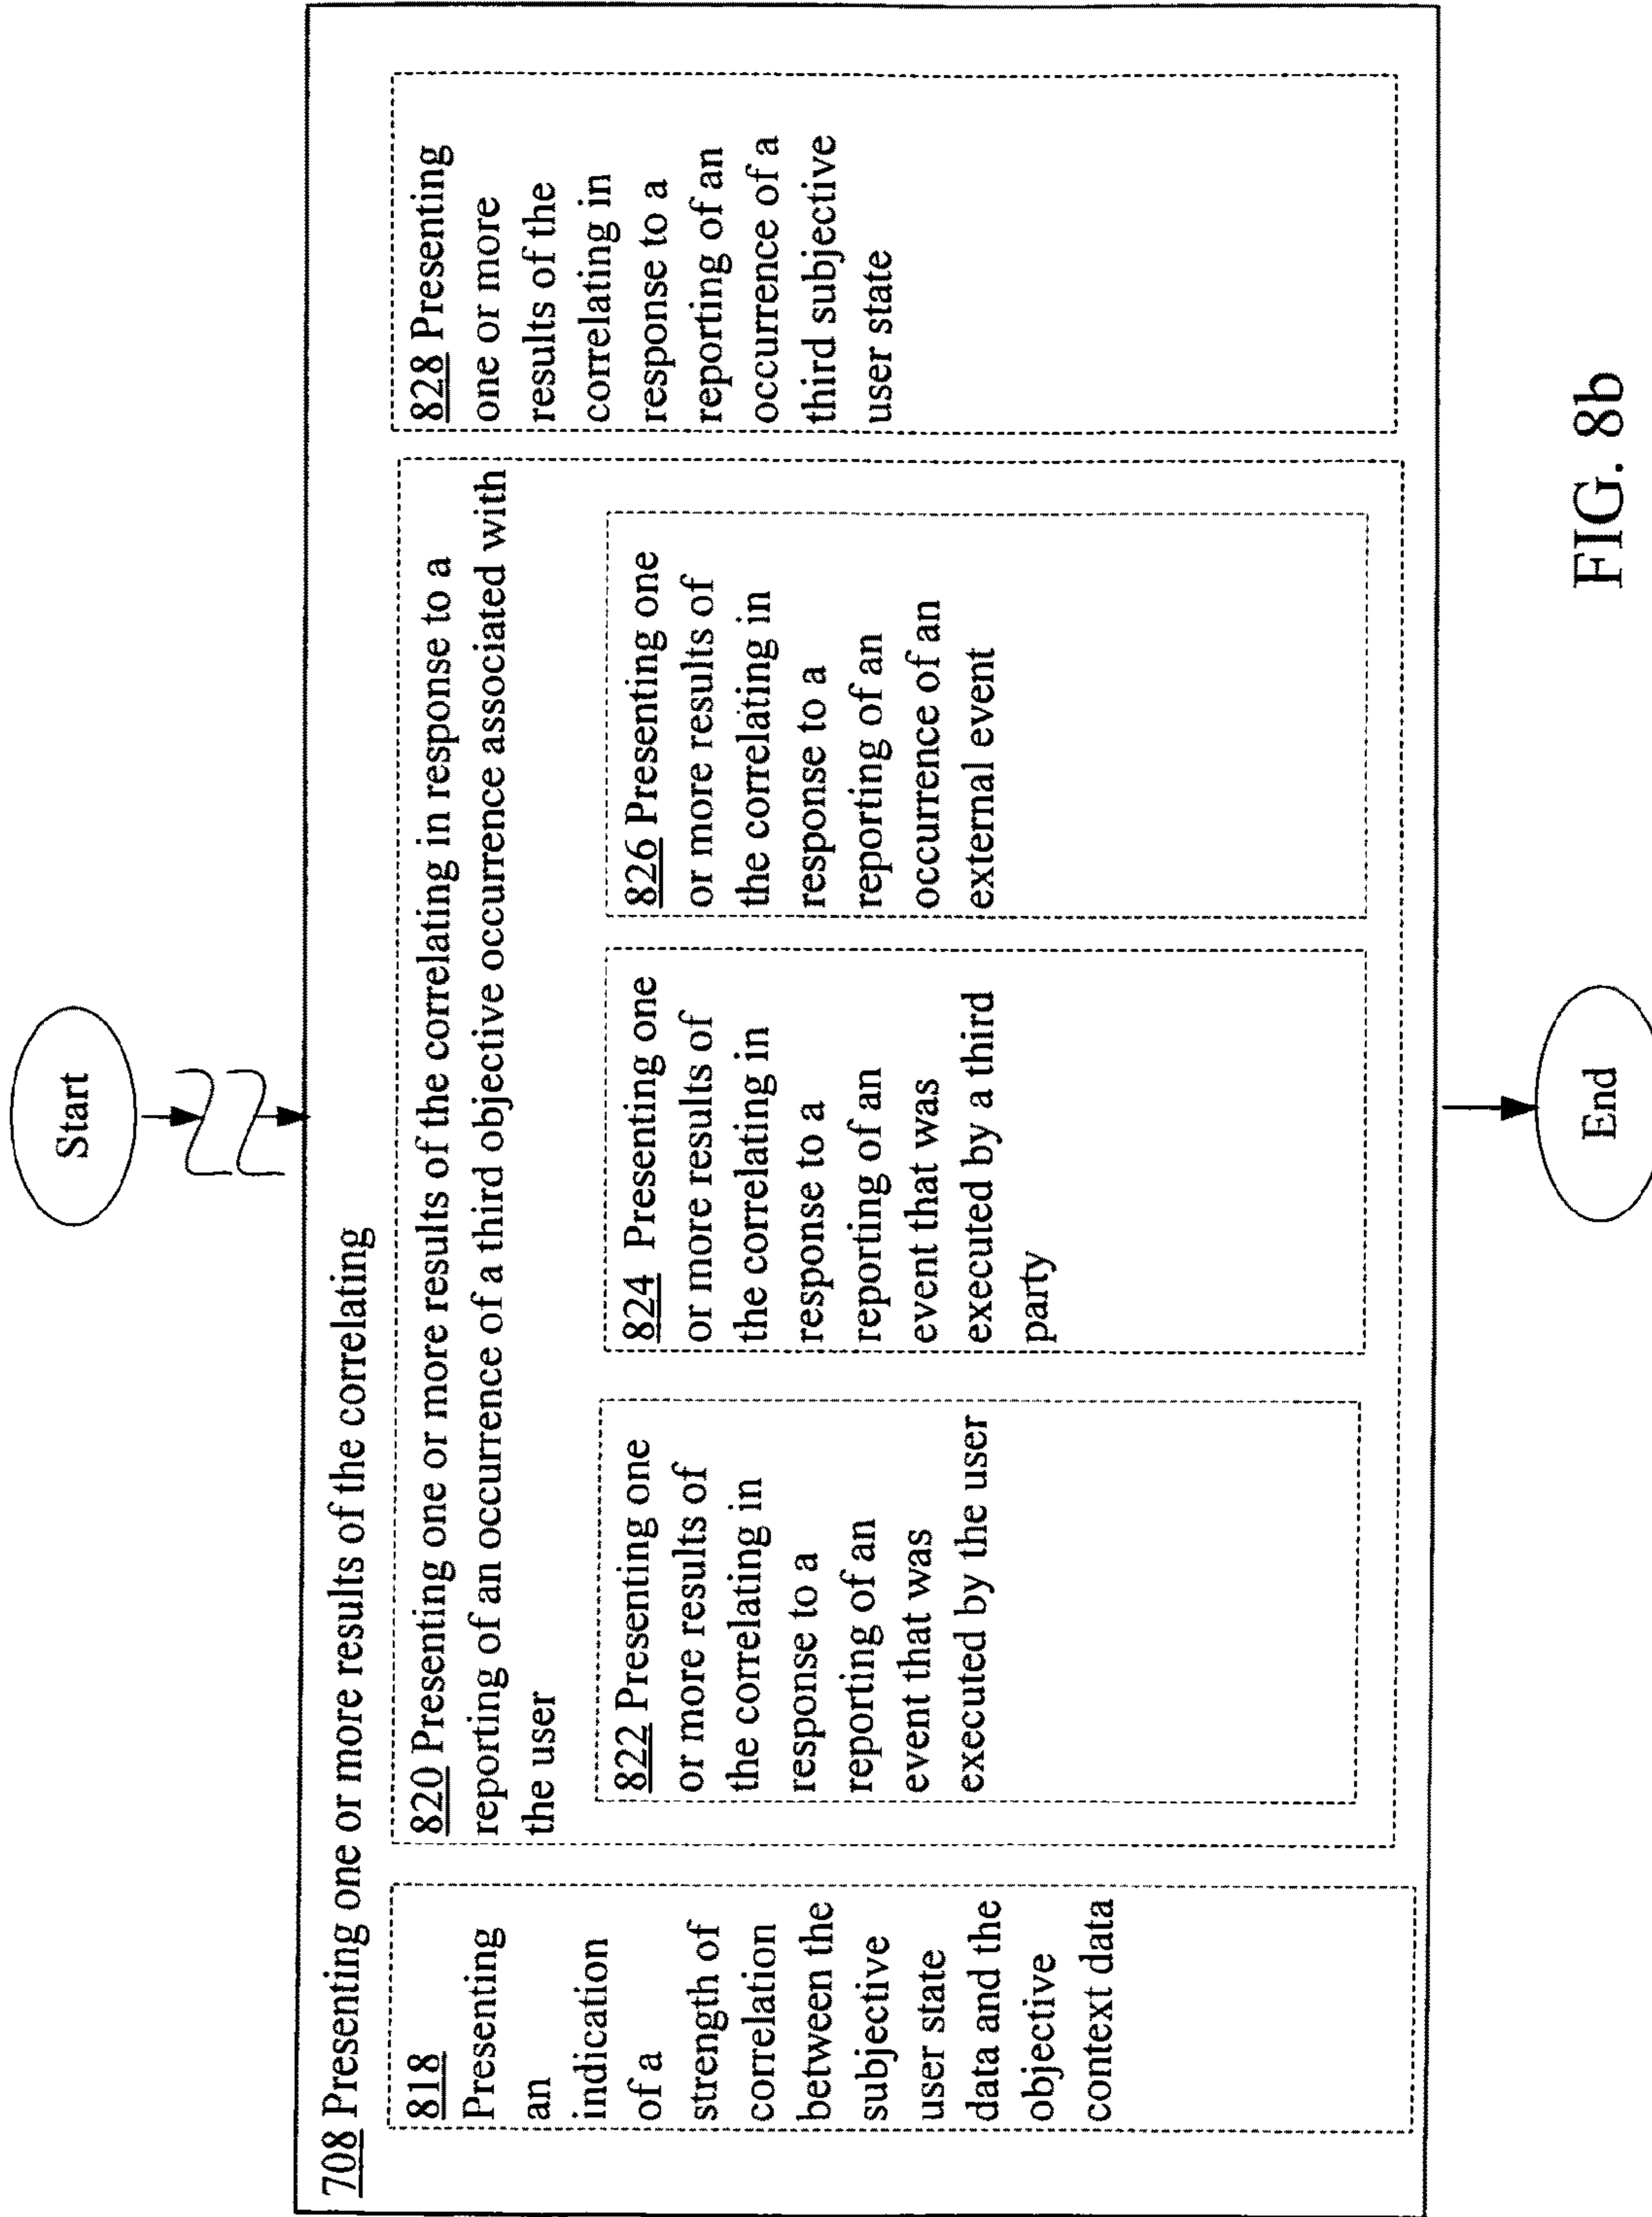 Start
708 Presenting one or more results of the correlating
818
Presenting
an
indication
of a
strength of
correlation
between the
subjective
user state
data and the
objective
context data
820 Presenting one or more results of the correlating in response to a
reporting of an occurrence of a third objective occurrence associated with
the user
822 Presenting one
or more results of
the correlating in
response to a
reporting of an
event that was
executed by the user
824 Presenting one
or more results of
the correlating in
response to a
reporting of an
event that was
executed by a third
party
826 Presenting one
or more results of
the correlating in
response to a
reporting of an
occurrence of an
external event
828 Presenting
one or more
results of the
correlating in
response to a
reporting of an
occurrence of a
third subjective
user state
End
FIG. 8b